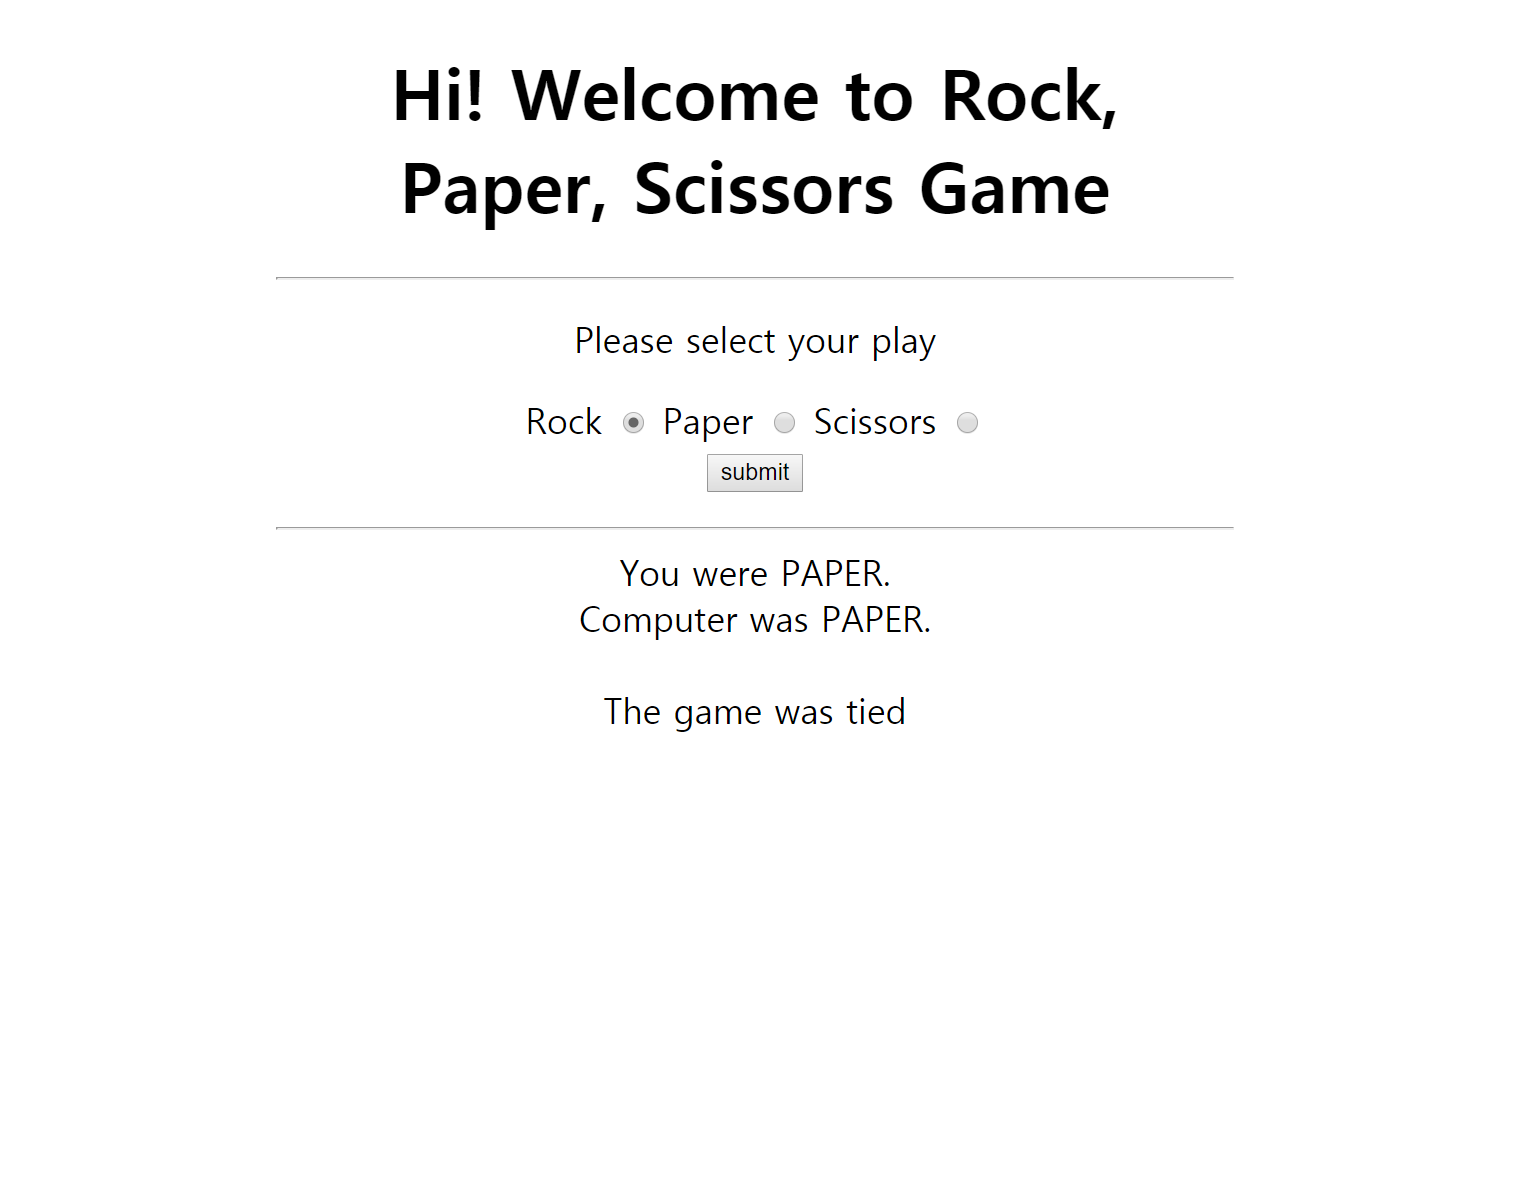 Hi! Welcome to Rock,
Paper, Scissors Game
Please select your play
Rock Paper Scissors
submit
You were PAPER.
Computer was PAPER.
The game was tied